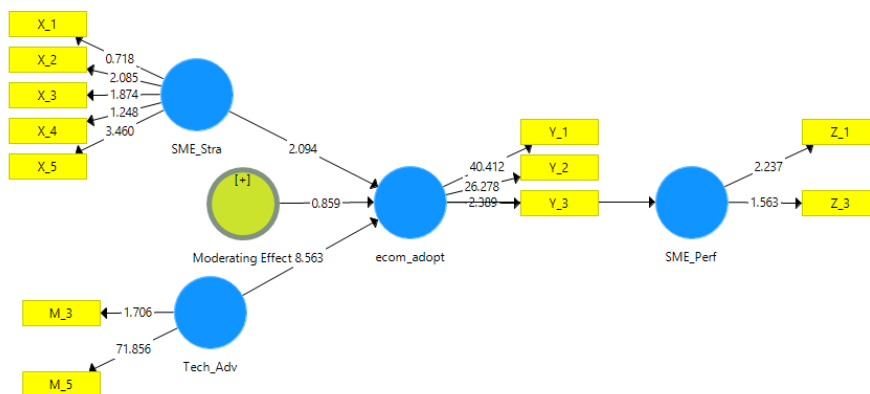 X_1
X_2
X_3
X_4
X_5
0.718
2.085
1.874
1.248
3.460
SME_Stra
2.094
[+]
Moderating Effect
0.859
8.563
M_3
M_5
1.706
71.856
Tech_Adv
ecom_adopt
40.412
26.278
2.389
Y_1
Y_2
Y_3
SME_Perf
2.237
1.563
Z_1
Z_3